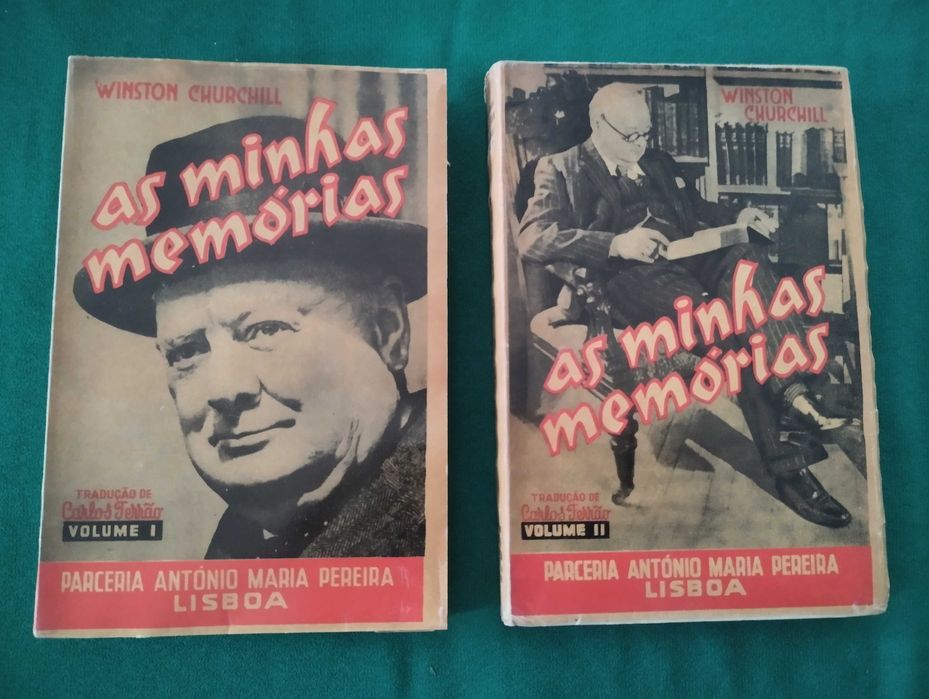 WINSTON CHURCHILL
as minhas
memórias
TRADUÇÃO DE
Carlos Ferrão
VOLUME I
PARCERIA ANTÓNIO MARIA PEREIRA
LISBOA
WINSTON
CHURCHILL
as minhas
memórias
TRADUÇÃO DE
Carlos Ferrão
VOLUME II
PARCERIA ANTÓNIO MARIA PEREIRA
LISBOA